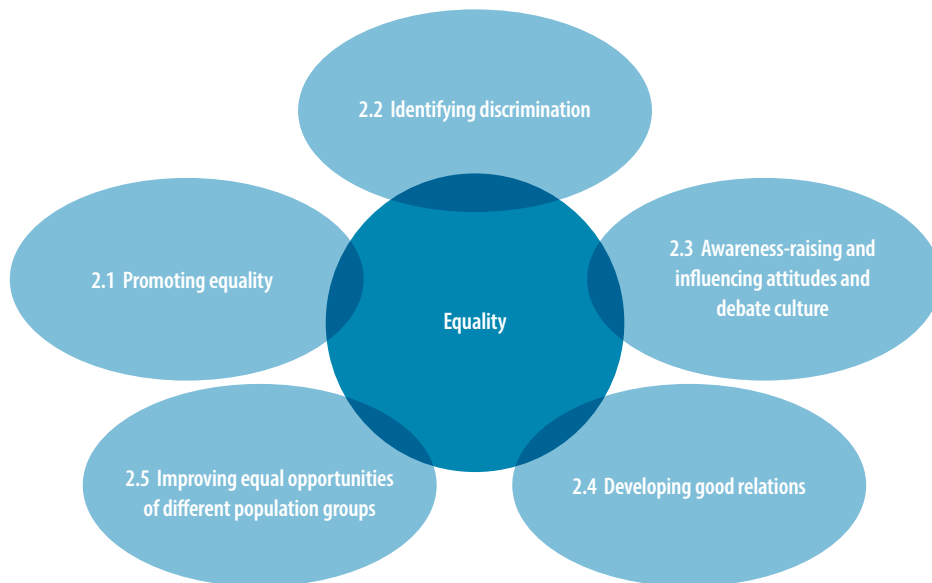 2.2 Identifying discrimination
2.1 Promoting equality
2.3 Awareness-raising and
influencing attitudes and
debate culture
Equality
2.5 Improving equal opportunities
of different population groups
2.4 Developing good relations